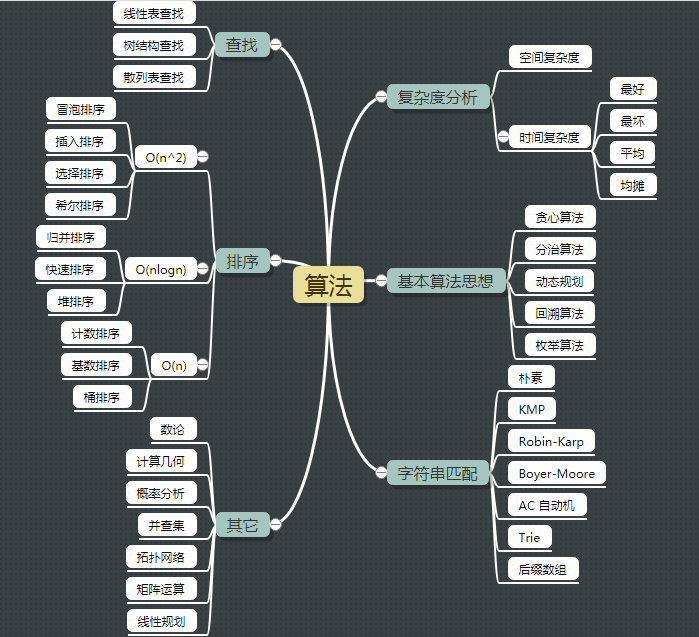 算法
复杂度分析
空间复杂度
时间复杂度
最好
最坏
平均
均摊
基本算法思想
贪心算法
分治算法
动态规划
回溯算法
枚举算法
字符串匹配
朴素
KMP
Robin-Karp
Boyer-Moore
AC 自动机
Trie
后缀数组
查找
线性表查找
树结构查找
散列表查找
排序
O(n^2)
冒泡排序
插入排序
选择排序
希尔排序
O(nlogn)
归并排序
快速排序
堆排序
O(n)
计数排序
基数排序
桶排序
其它
数论
计算几何
概率分析
并查集
拓扑网络
矩阵运算
线性规划